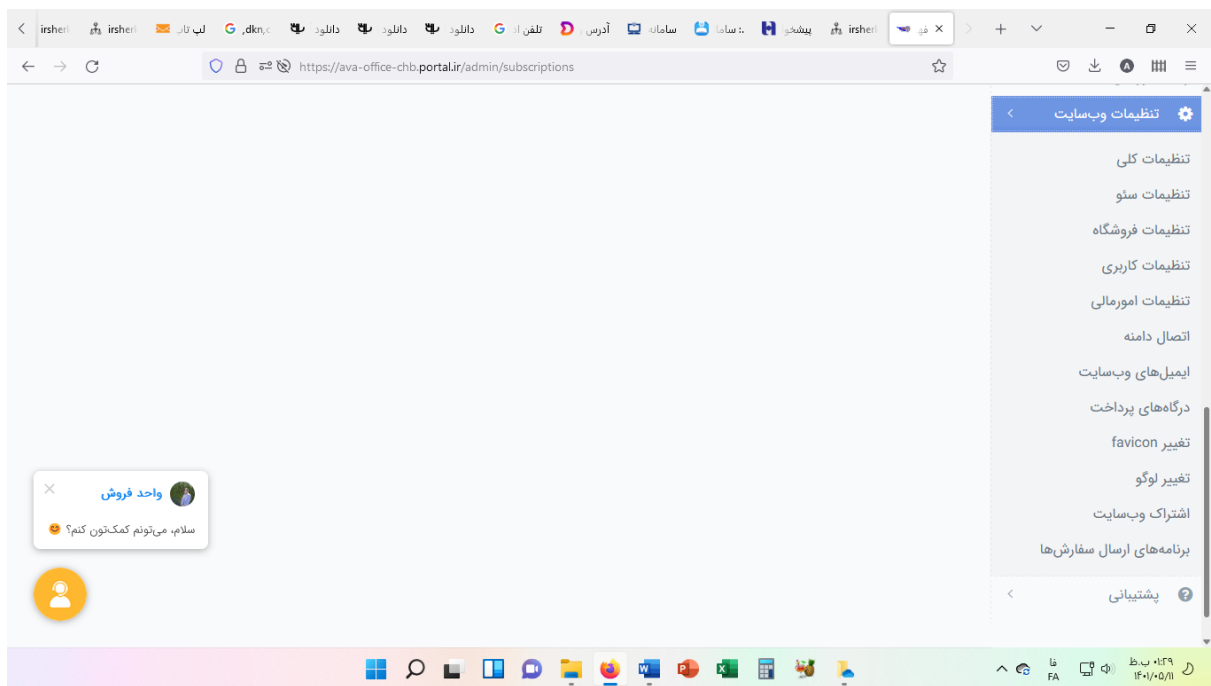 irsheri
irsheri
لپ تاپ
,dkn,c
دانلود
دانلود
دانلود
تلفن
آدرس
سامانه
.: ساما
پیشخو
irsheri
https://ava-office-chb.portal.ir/admin/subscriptions
تنظیمات وب‌سایت
تنظیمات کلی
تنظیمات سئو
تنظیمات فروشگاه
تنظیمات کاربری
تنظیمات امورمالی
اتصال دامنه
ایمیل‌های وب‌سایت
درگاه‌های پرداخت
تغییر favicon
تغییر لوگو
اشتراک وب‌سایت
برنامه‌های ارسال سفارش‌ها
پشتیبانی
واحد فروش
سلام، می‌تونم کمک‌تون کنم؟ 😊
فا
FA
۰۱:۲۹ ب.ظ
۱۴۰۱/۰۵/۱۱